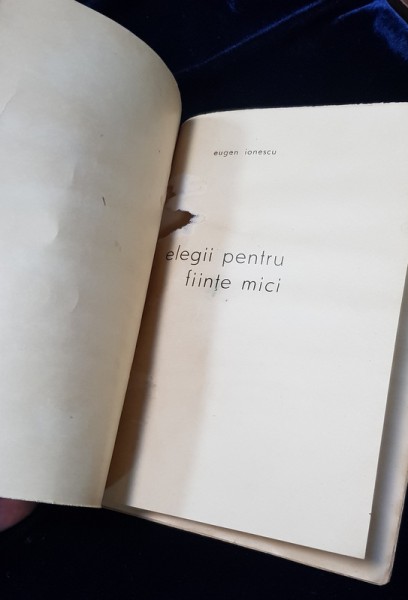 eugen ionescu
elegii pentru
ființe mici